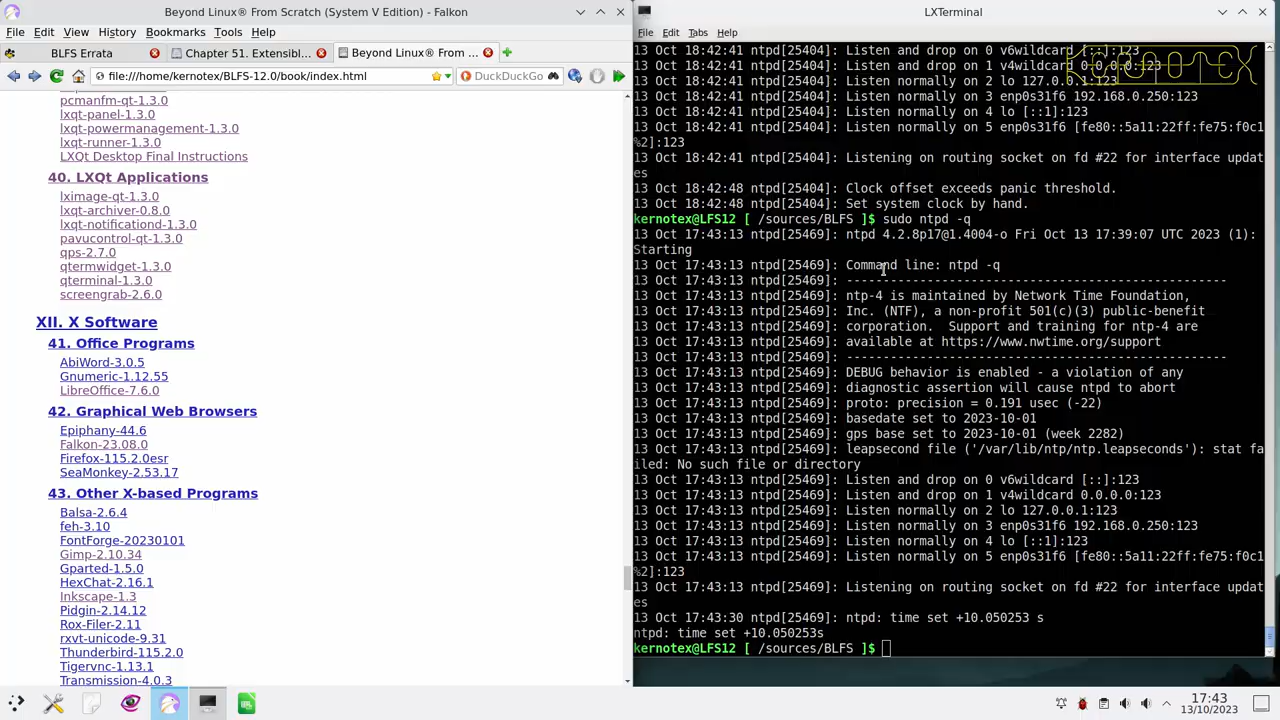 Beyond Linux® From Scratch (System V Edition) - Falkon
File Edit View History Bookmarks Tools Help
BLFS Errata
Chapter 51. Extensibl...
Beyond Linux® From ...
file:///home/kernotex/BLFS-12.0/book/index.html
DuckDuckGo
pcmanfm-qt-1.3.0
lxqt-panel-1.3.0
lxqt-powermanagement-1.3.0
lxqt-runner-1.3.0
LXQt Desktop Final Instructions
40. LXQt Applications
lximage-qt-1.3.0
lxqt-archiver-0.8.0
lxqt-notificationd-1.3.0
pavucontrol-qt-1.3.0
qps-2.7.0
qtermwidget-1.3.0
qterminal-1.3.0
screengrab-2.6.0
XII. X Software
41. Office Programs
AbiWord-3.0.5
Gnumeric-1.12.55
LibreOffice-7.6.0
42. Graphical Web Browsers
Epiphany-44.6
Falkon-23.08.0
Firefox-115.2.0esr
SeaMonkey-2.53.17
43. Other X-based Programs
Balsa-2.6.4
feh-3.10
FontForge-20230101
Gimp-2.10.34
Gparted-1.5.0
HexChat-2.16.1
Inkscape-1.3
Pidgin-2.14.12
Rox-Filer-2.11
rxvt-unicode-9.31
Thunderbird-115.2.0
Tigervnc-1.13.1
Transmission-4.0.3
LXTerminal
File Edit Tabs Help
KERNOTEX
13 Oct 18:42:41 ntpd[25404]: Listen and drop on 0 v6wildcard [::]:123
13 Oct 18:42:41 ntpd[25404]: Listen and drop on 1 v4wildcard 0.0.0.0:123
13 Oct 18:42:41 ntpd[25404]: Listen normally on 2 lo 127.0.0.1:123
13 Oct 18:42:41 ntpd[25404]: Listen normally on 3 enp0s31f6 192.168.0.250:123
13 Oct 18:42:41 ntpd[25404]: Listen normally on 4 lo [::1]:123
13 Oct 18:42:41 ntpd[25404]: Listen normally on 5 enp0s31f6 [fe80::5a11:22ff:fe75:f0c1
%2]:123
13 Oct 18:42:41 ntpd[25404]: Listening on routing socket on fd #22 for interface updat
es
13 Oct 18:42:48 ntpd[25404]: Clock offset exceeds panic threshold.
13 Oct 18:42:48 ntpd[25404]: Set system clock by hand.
kernotex@LFS12 [ /sources/BLFS ]$ sudo ntpd -q
13 Oct 17:43:13 ntpd[25469]: ntpd 4.2.8p17@1.4004-o Fri Oct 13 17:39:07 UTC 2023 (1):
Starting
13 Oct 17:43:13 ntpd[25469]: Command line: ntpd -q
13 Oct 17:43:13 ntpd[25469]: ----------------------------------------------------
13 Oct 17:43:13 ntpd[25469]: ntp-4 is maintained by Network Time Foundation,
13 Oct 17:43:13 ntpd[25469]: Inc. (NTF), a non-profit 501(c)(3) public-benefit
13 Oct 17:43:13 ntpd[25469]: corporation.  Support and training for ntp-4 are
13 Oct 17:43:13 ntpd[25469]: available at https://www.nwtime.org/support
13 Oct 17:43:13 ntpd[25469]: ----------------------------------------------------
13 Oct 17:43:13 ntpd[25469]: DEBUG behavior is enabled - a violation of any
13 Oct 17:43:13 ntpd[25469]: diagnostic assertion will cause ntpd to abort
13 Oct 17:43:13 ntpd[25469]: proto: precision = 0.191 usec (-22)
13 Oct 17:43:13 ntpd[25469]: basedate set to 2023-10-01
13 Oct 17:43:13 ntpd[25469]: gps base set to 2023-10-01 (week 2282)
13 Oct 17:43:13 ntpd[25469]: leapsecond file ('/var/lib/ntp/ntp.leapseconds'): stat fa
iled: No such file or directory
13 Oct 17:43:13 ntpd[25469]: Listen and drop on 0 v6wildcard [::]:123
13 Oct 17:43:13 ntpd[25469]: Listen and drop on 1 v4wildcard 0.0.0.0:123
13 Oct 17:43:13 ntpd[25469]: Listen normally on 2 lo 127.0.0.1:123
13 Oct 17:43:13 ntpd[25469]: Listen normally on 3 enp0s31f6 192.168.0.250:123
13 Oct 17:43:13 ntpd[25469]: Listen normally on 4 lo [::1]:123
13 Oct 17:43:13 ntpd[25469]: Listen normally on 5 enp0s31f6 [fe80::5a11:22ff:fe75:f0c1
%2]:123
13 Oct 17:43:13 ntpd[25469]: Listening on routing socket on fd #22 for interface updat
es
13 Oct 17:43:30 ntpd[25469]: ntpd: time set +10.050253 s
ntpd: time set +10.050253s
kernotex@LFS12 [ /sources/BLFS ]$
17:43
13/10/2023